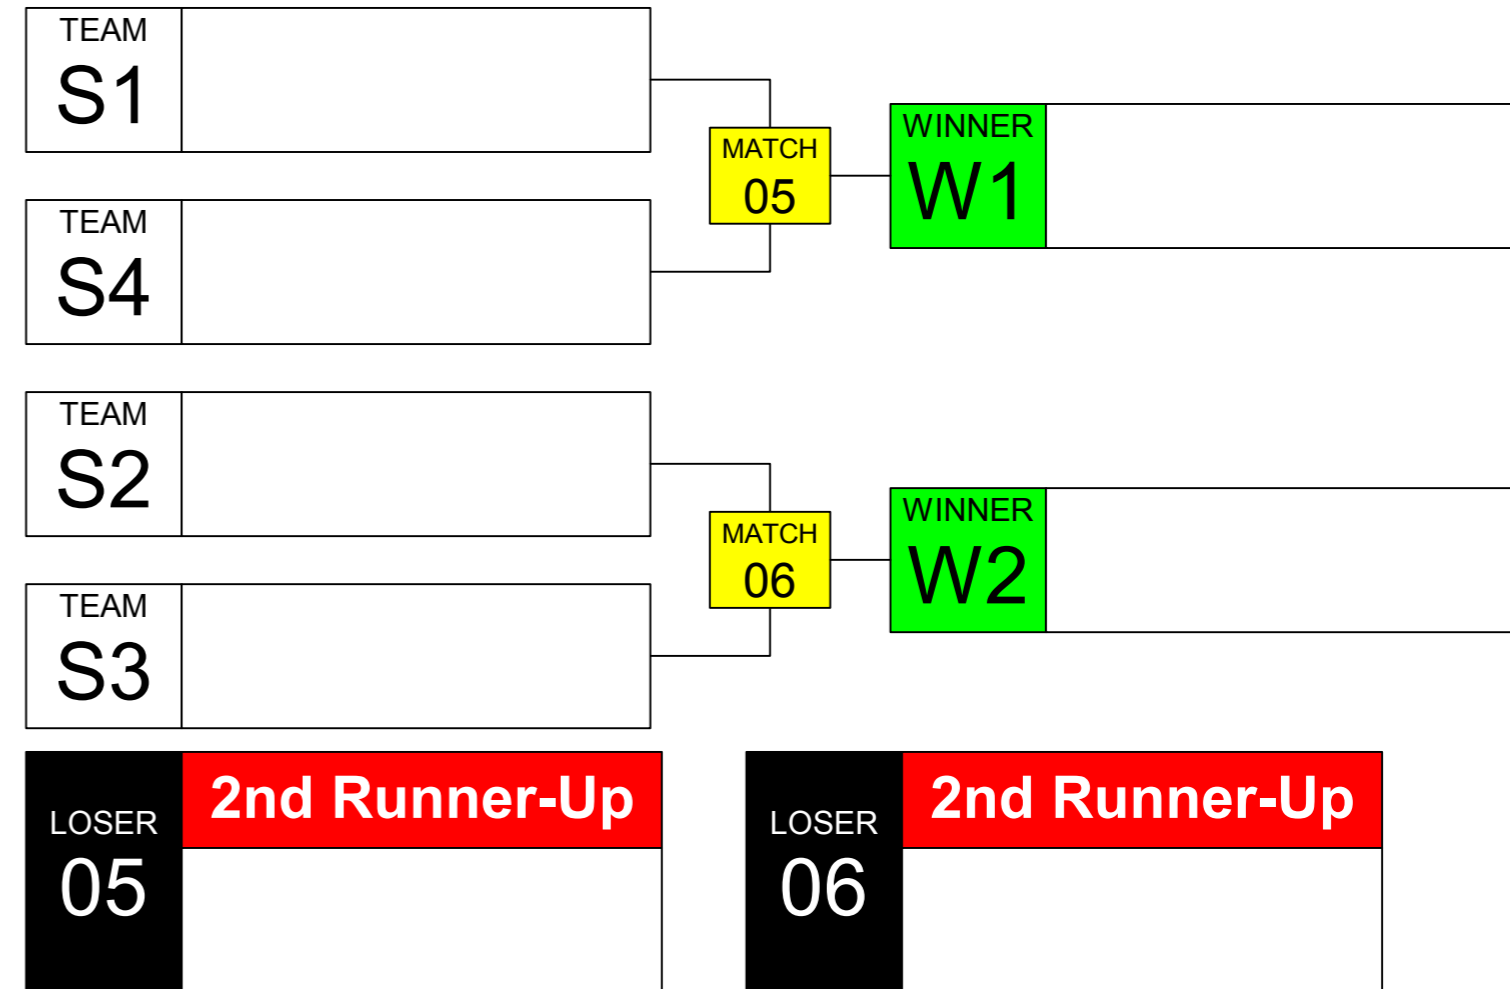 TEAM
S1
TEAM
S4
MATCH
05
WINNER
W1
TEAM
S2
TEAM
S3
MATCH
06
WINNER
W2
LOSER
05
2nd Runner-Up
LOSER
06
2nd Runner-Up